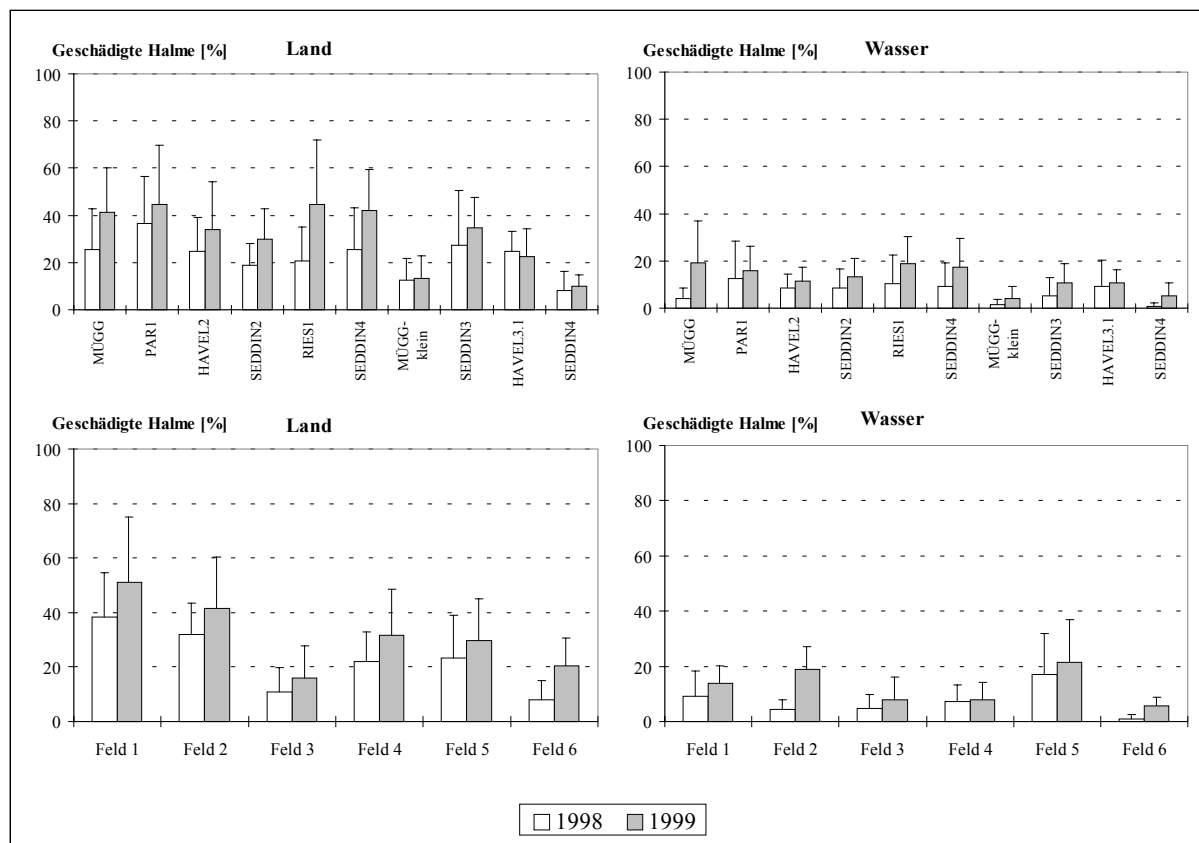 Geschädigte Halme [%] Land
100
80
60
40
20
0
MÜGG
PAR1
HAVEL2
SEDDIN2
RIES1
SEDDIN4
MÜGG-
klein
SEDDIN3
HAVEL3.1
SEDDIN4
Geschädigte Halme [%] Wasser
100
80
60
40
20
0
MÜGG
PAR1
HAVEL2
SEDDIN2
RIES1
SEDDIN4
MÜGG-
klein
SEDDIN3
HAVEL3.1
SEDDIN4
Geschädigte Halme [%] Land
100
80
60
40
20
0
Feld 1 Feld 2 Feld 3 Feld 4 Feld 5 Feld 6
Geschädigte Halme [%] Wasser
100
80
60
40
20
0
Feld 1 Feld 2 Feld 3 Feld 4 Feld 5 Feld 6
1998 1999